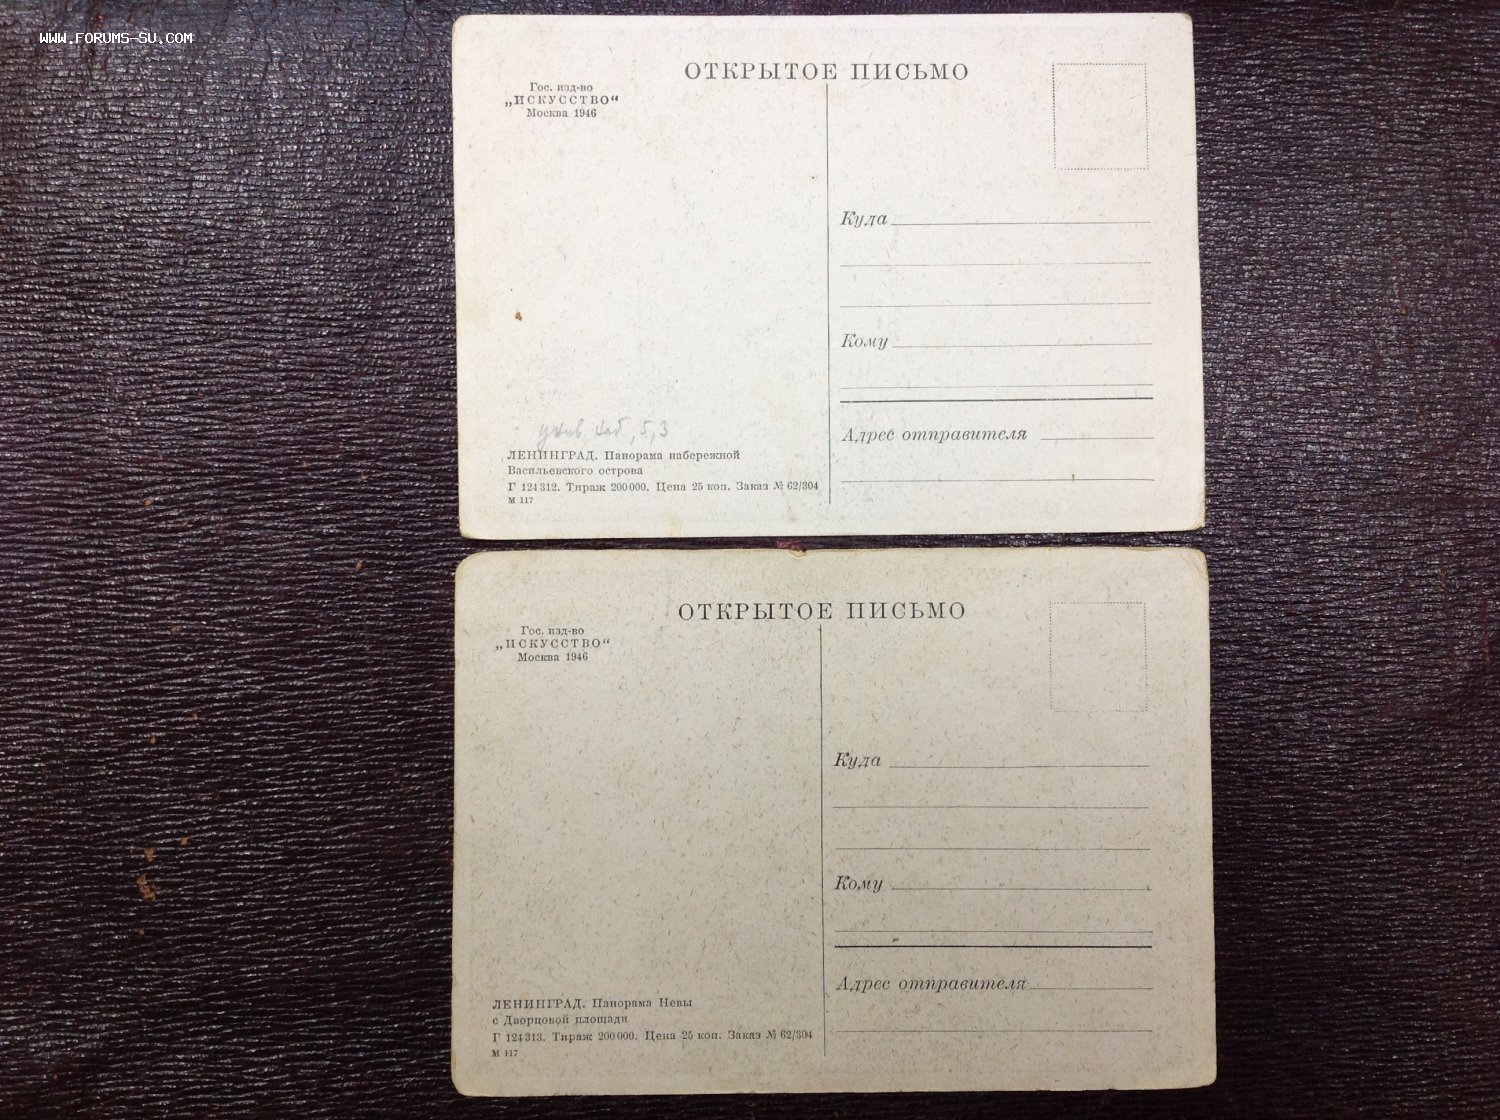 WWW.FORUMS-SU.COM
ОТКРЫТОЕ ПИСЬМО
Гос. изд-во
„ИСКУССТВО“
Москва 1946
Куда
Кому
Адрес отправителя
5,3
ЛЕНИНГРАД. Панорама набережной
Васильевского острова
Г 124312. Тираж 200000. Цена 25 коп. Заказ № 62/304
М 117
ОТКРЫТОЕ ПИСЬМО
Гос. изд-во
„ИСКУССТВО“
Москва 1946
Куда
Кому
Адрес отправителя
ЛЕНИНГРАД. Панорама Невы
с Дворцовой площади
Г 124313. Тираж 200000. Цена 25 коп. Заказ № 62/304
М 117